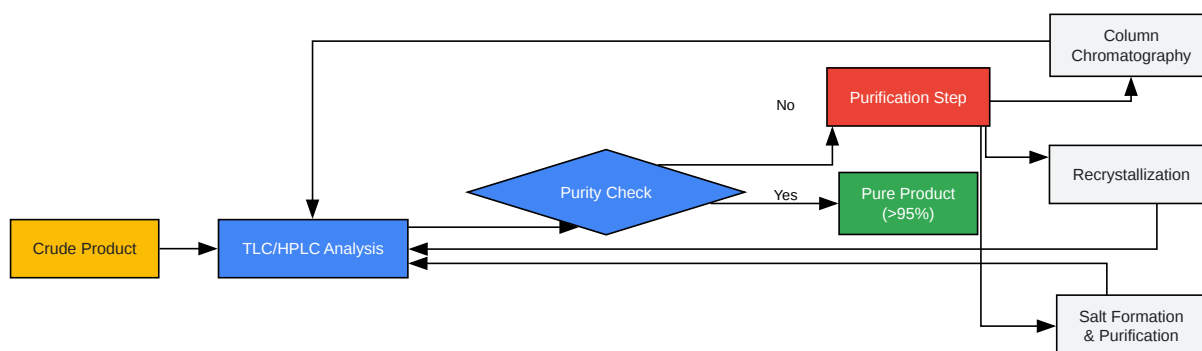 Column
Chromatography
Purification Step
No
Recrystallization
Purity Check
Yes
Pure Product
(>95%)
Crude Product
TLC/HPLC Analysis
Salt Formation
& Purification